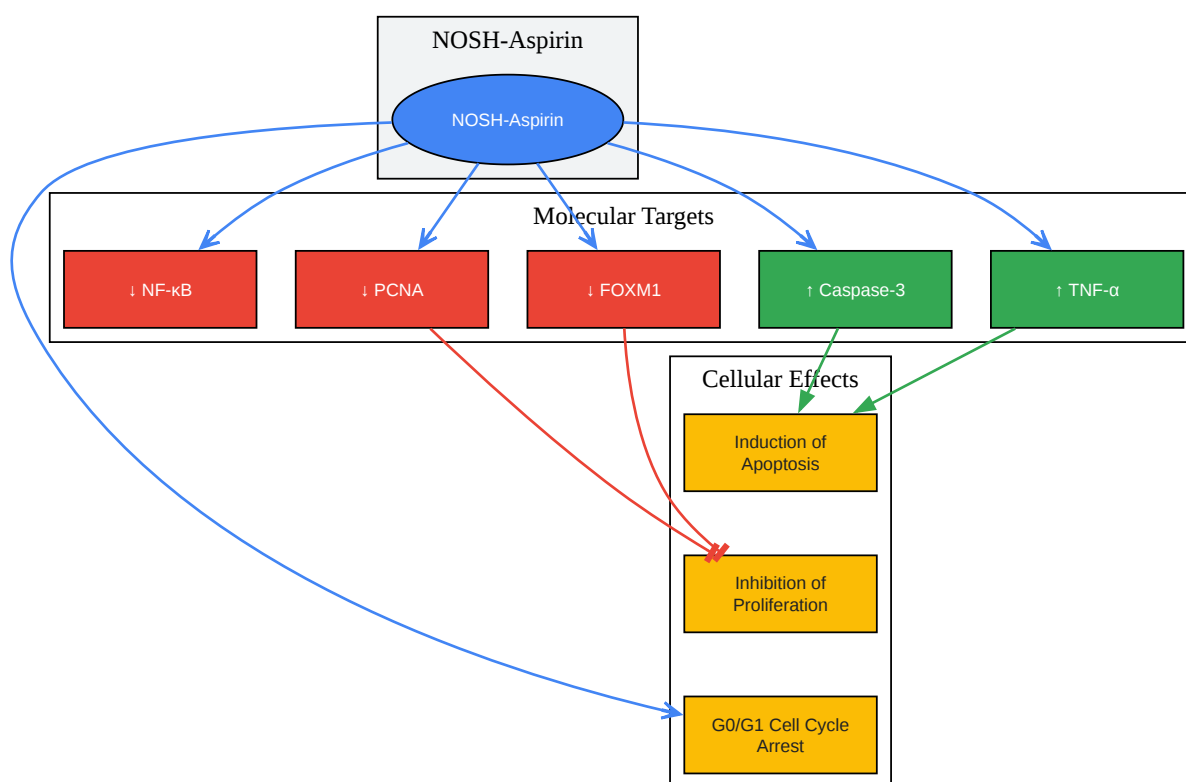 NOSH-Aspirin
NOSH-Aspirin
Molecular Targets
↓ NF-κB
↓ PCNA
↓ FOXM1
↑ Caspase-3
↑ TNF-α
Cellular Effects
Induction of
Apoptosis
Inhibition of
Proliferation
G0/G1 Cell Cycle
Arrest